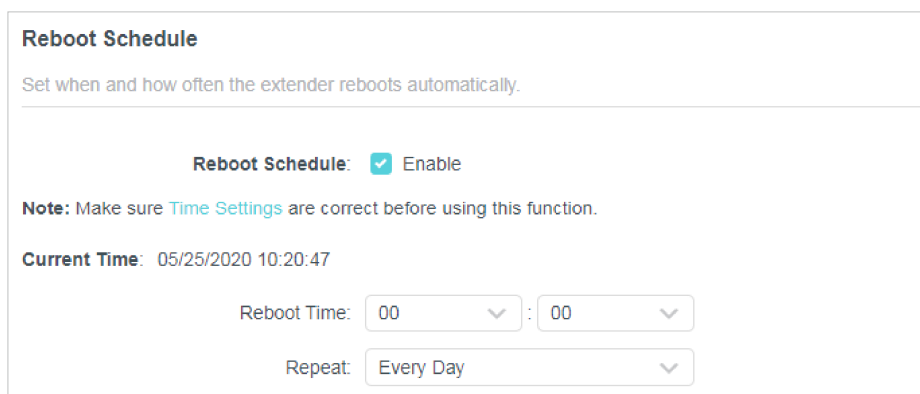 Reboot Schedule
Set when and how often the extender reboots automatically.
Reboot Schedule: Enable
Note: Make sure Time Settings are correct before using this function.
Current Time: 05/25/2020 10:20:47
Reboot Time: 00 : 00
Repeat: Every Day